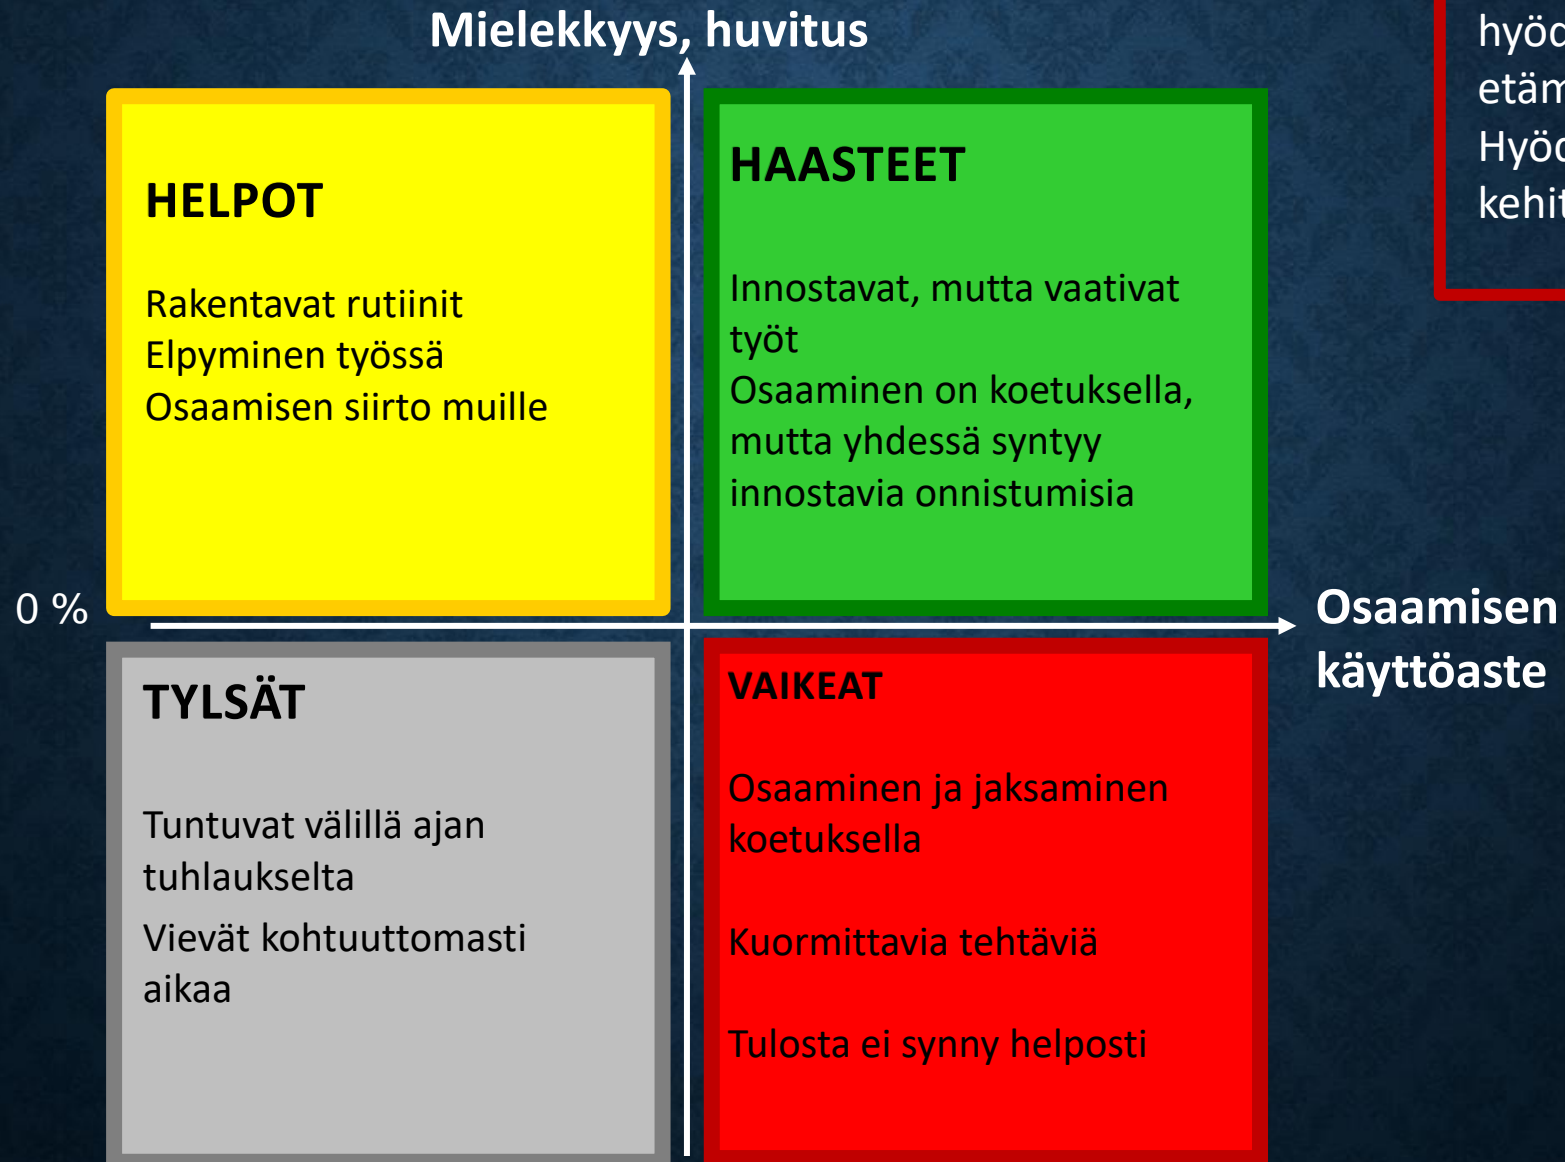 Mielekkyys, huvitus
HELPOT
Rakentavat rutiinit
Elpyminen työssä
Osaamisen siirto muille
HAASTEET
Innostavat, mutta vaativat
työt
Osaaminen on koetuksella,
mutta yhdessä syntyy
innostavia onnistumisia
0 %
Osaamisen
käyttöaste
TYLSÄT
Tuntuvat välillä ajan
tuhlaukselta
Vievät kohtuuttomasti
aikaa
VAIKEAT
Osaaminen ja jaksaminen
koetuksella
Kuormittavia tehtäviä
Tulosta ei synny helposti